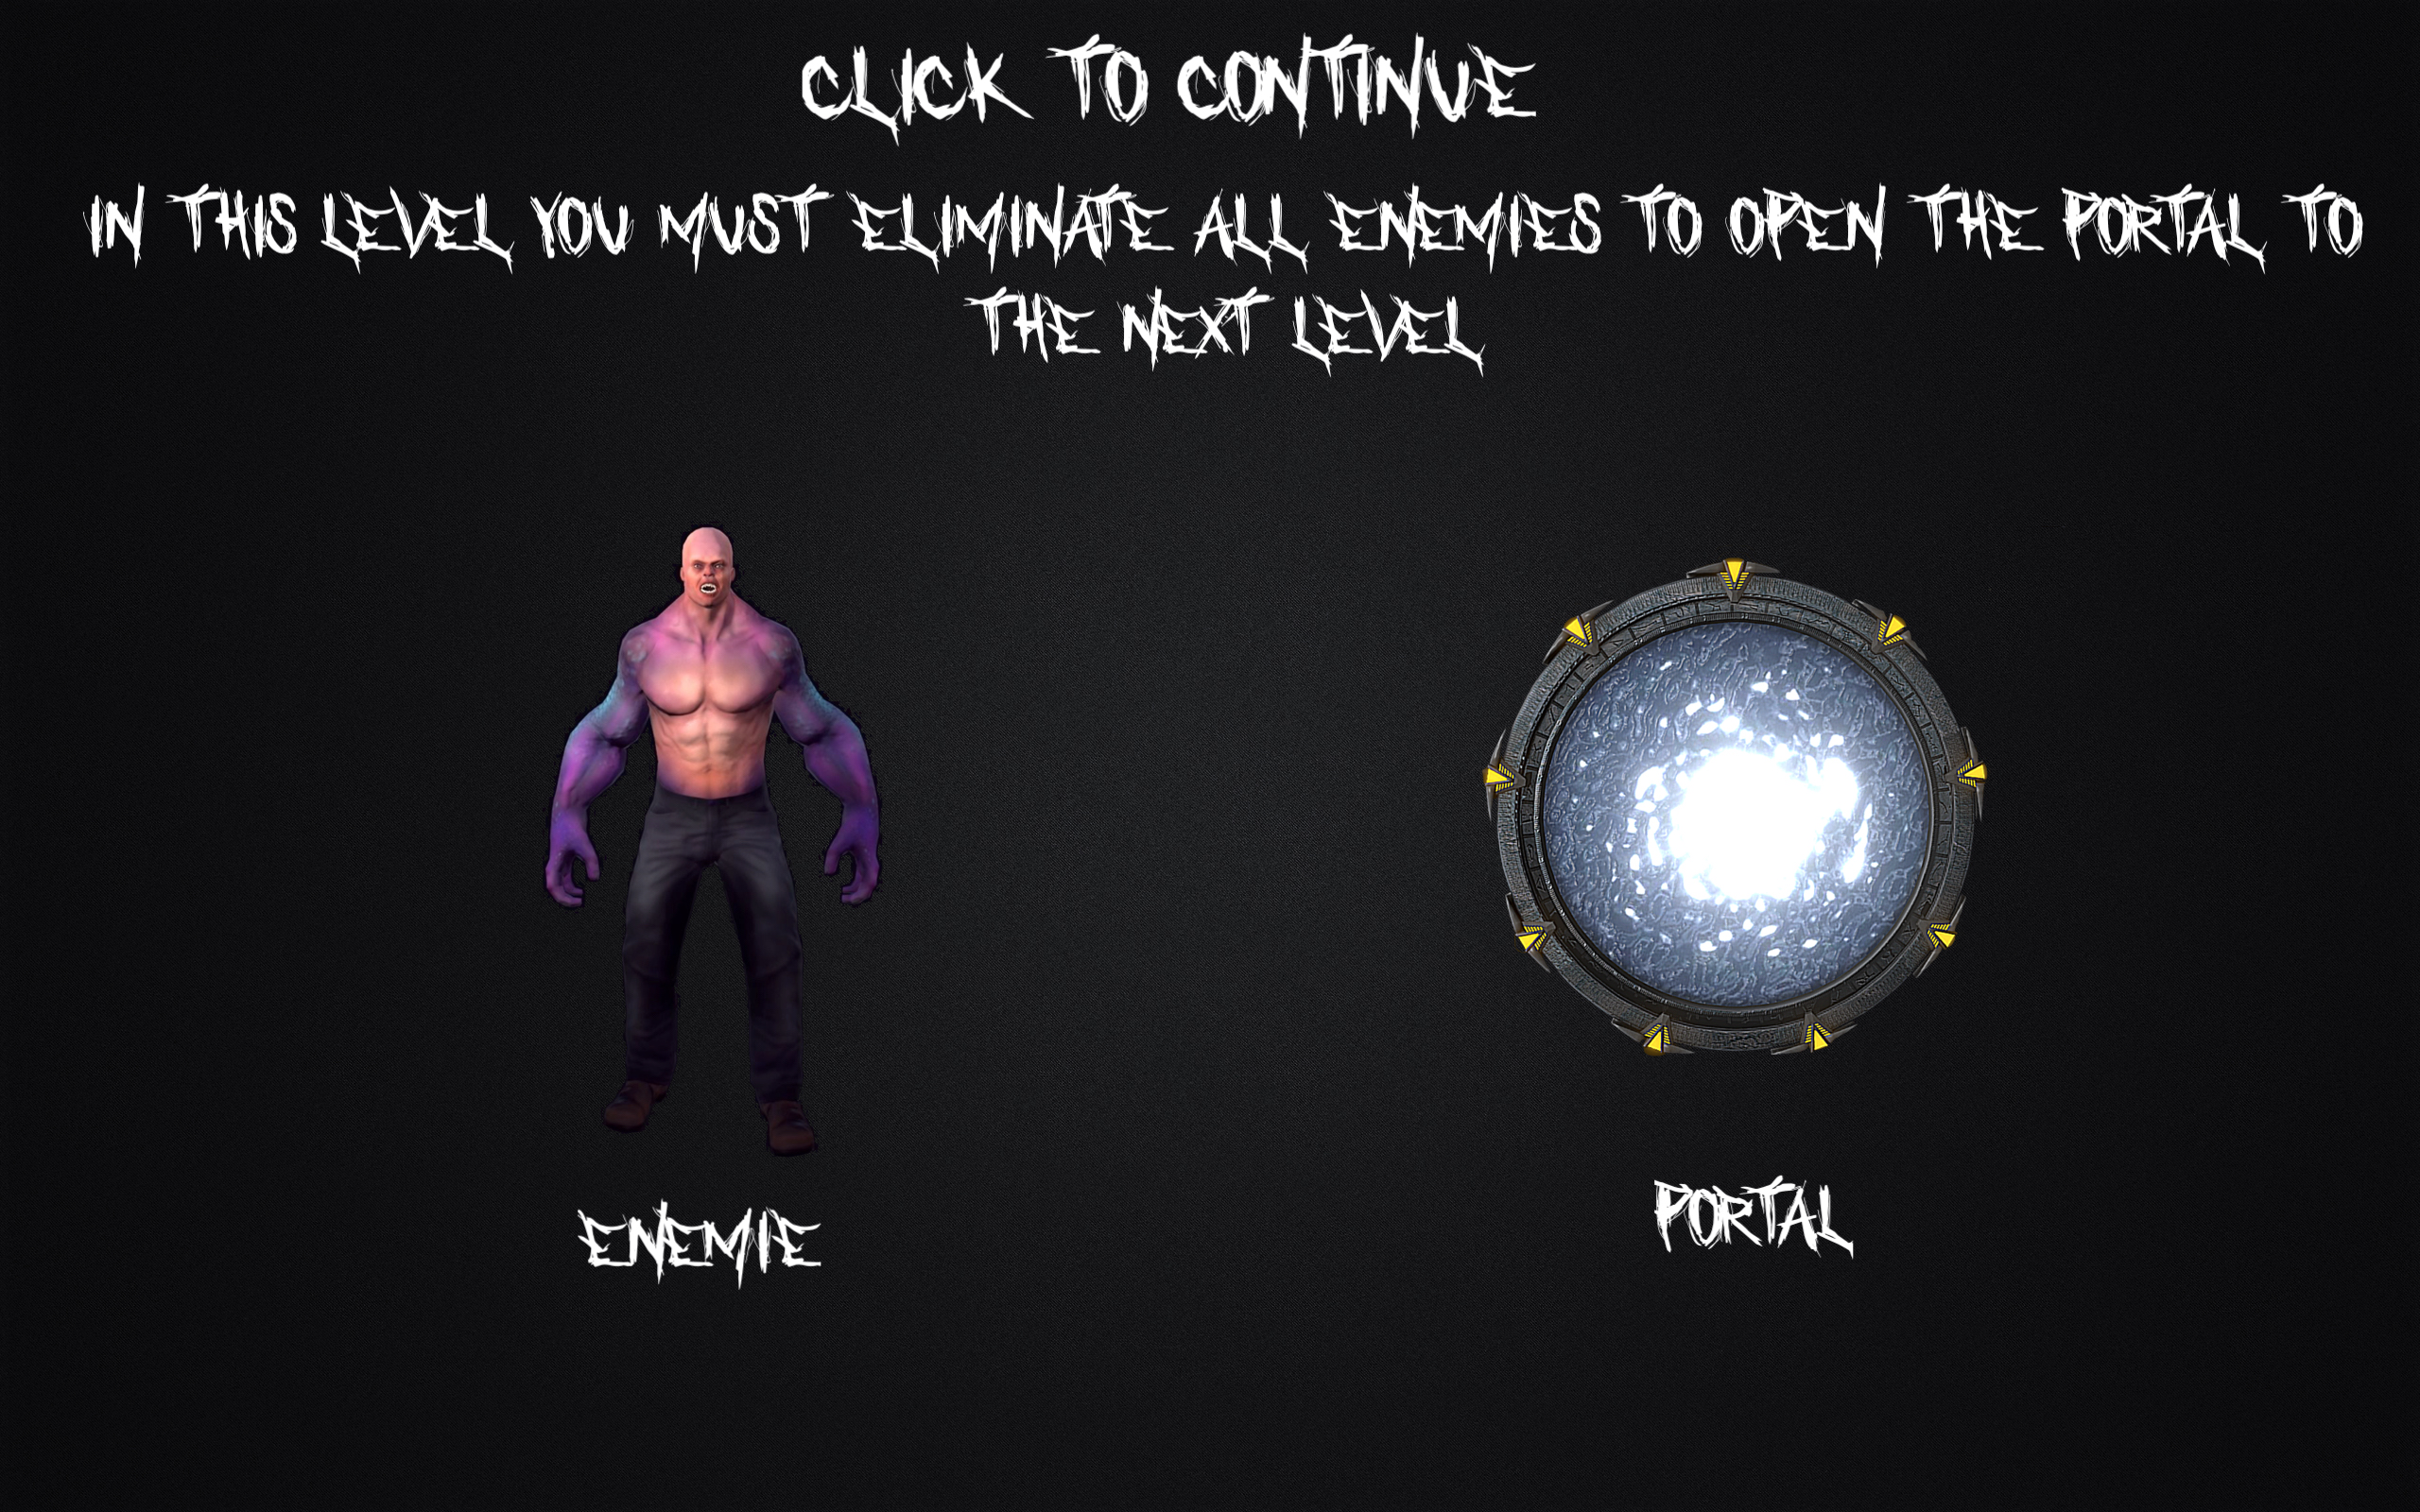 CLICK TO CONTINUE
IN THIS LEVEL YOU MUST ELIMINATE ALL ENEMIES TO OPEN THE PORTAL TO
THE NEXT LEVEL
ENEMIE
PORTAL